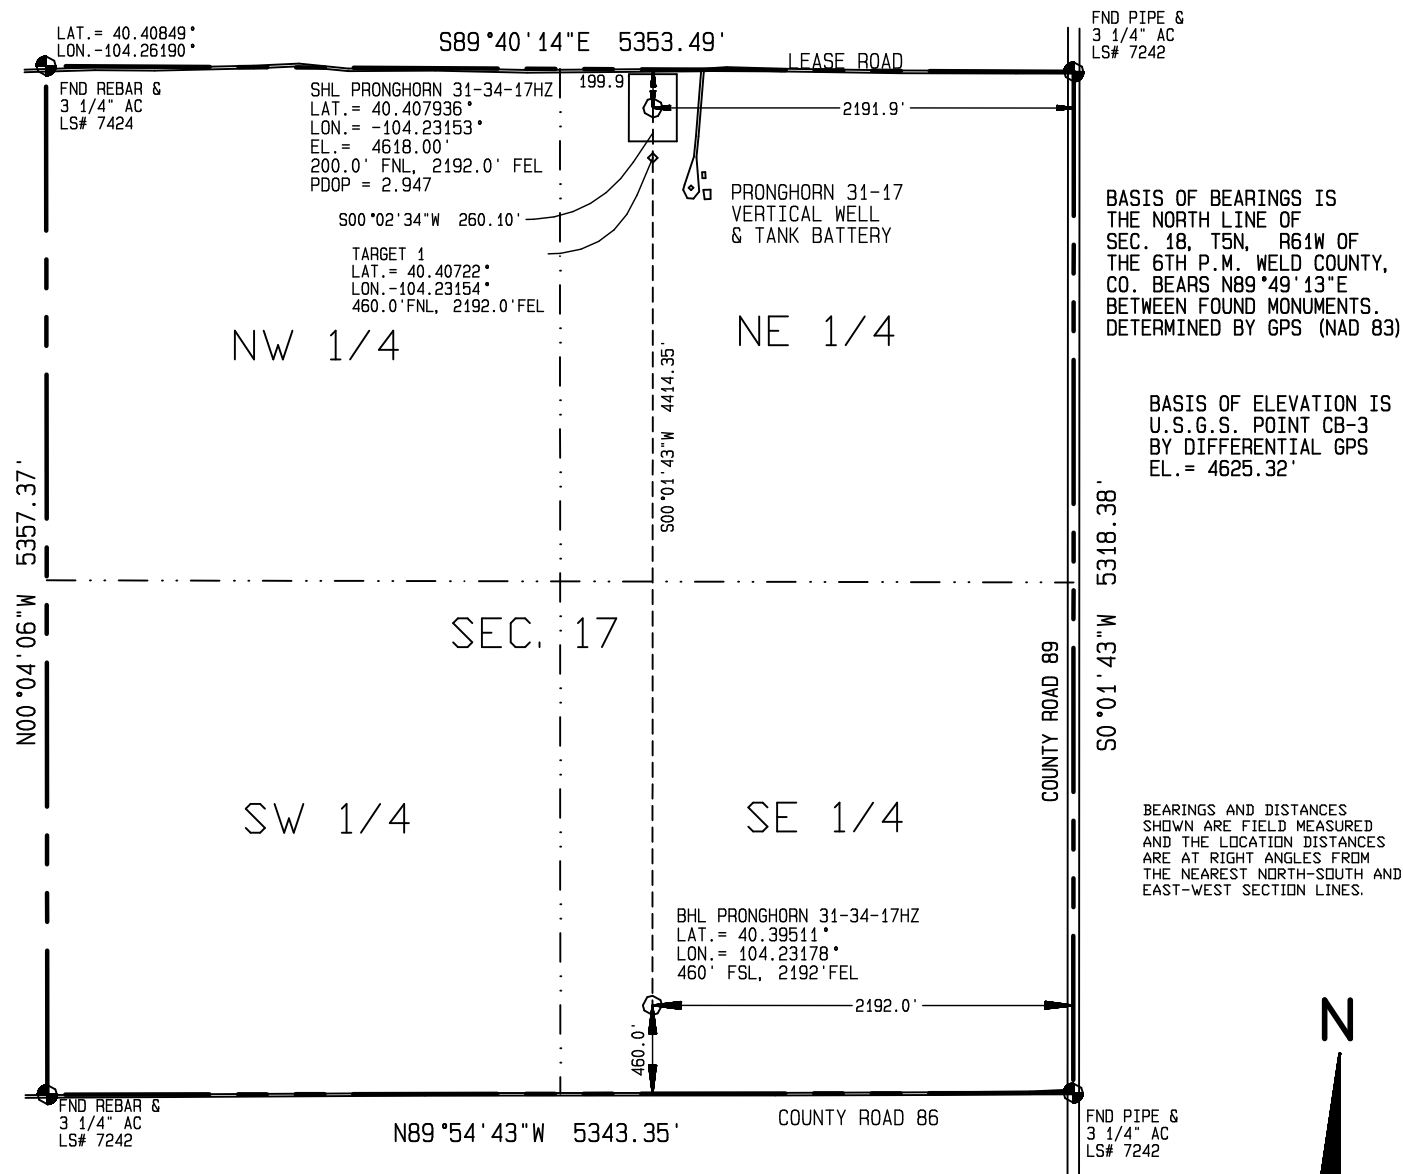 LAT.= 40.40849°
LON.-104.26190°
S89°40'14"E 5353.49'
FND PIPE &
3 1/4" AC
LS# 7242
LEASE ROAD
FND REBAR &
3 1/4" AC
LS# 7424
SHL PRONGHORN 31-34-17HZ
LAT.= 40.407936°
LON.= -104.23153°
EL.= 4618.00'
200.0' FNL, 2192.0' FEL
PDOP = 2.947
199.9
2191.9'
S00°02'34"W 260.10'
TARGET 1
LAT.= 40.40722°
LON.-104.23154°
460.0'FNL, 2192.0'FEL
PRONGHORN 31-17
VERTICAL WELL
& TANK BATTERY
BASIS OF BEARINGS IS
THE NORTH LINE OF
SEC. 18, T5N, R61W OF
THE 6TH P.M. WELD COUNTY,
CO. BEARS N89°49'13"E
BETWEEN FOUND MONUMENTS.
DETERMINED BY GPS (NAD 83)
NW 1/4
NE 1/4
S00°01'43"W 4414.35'
BASIS OF ELEVATION IS
U.S.G.S. POINT CB-3
BY DIFFERENTIAL GPS
EL.= 4625.32'
N00°04'06"W 5357.37'
S0°01'43"W 5318.38'
SEC. 17
COUNTY ROAD 89
SW 1/4
SE 1/4
BEARINGS AND DISTANCES
SHOWN ARE FIELD MEASURED
AND THE LOCATION DISTANCES
ARE AT RIGHT ANGLES FROM
THE NEAREST NORTH-SOUTH AND
EAST-WEST SECTION LINES.
BHL PRONGHORN 31-34-17HZ
LAT.= 40.39511°
LON.= 104.23178°
460' FSL, 2192'FEL
2192.0'
460.0'
N
FND REBAR &
3 1/4" AC
LS# 7242
N89°54'43"W 5343.35'
COUNTY ROAD 86
FND PIPE &
3 1/4" AC
LS# 7242